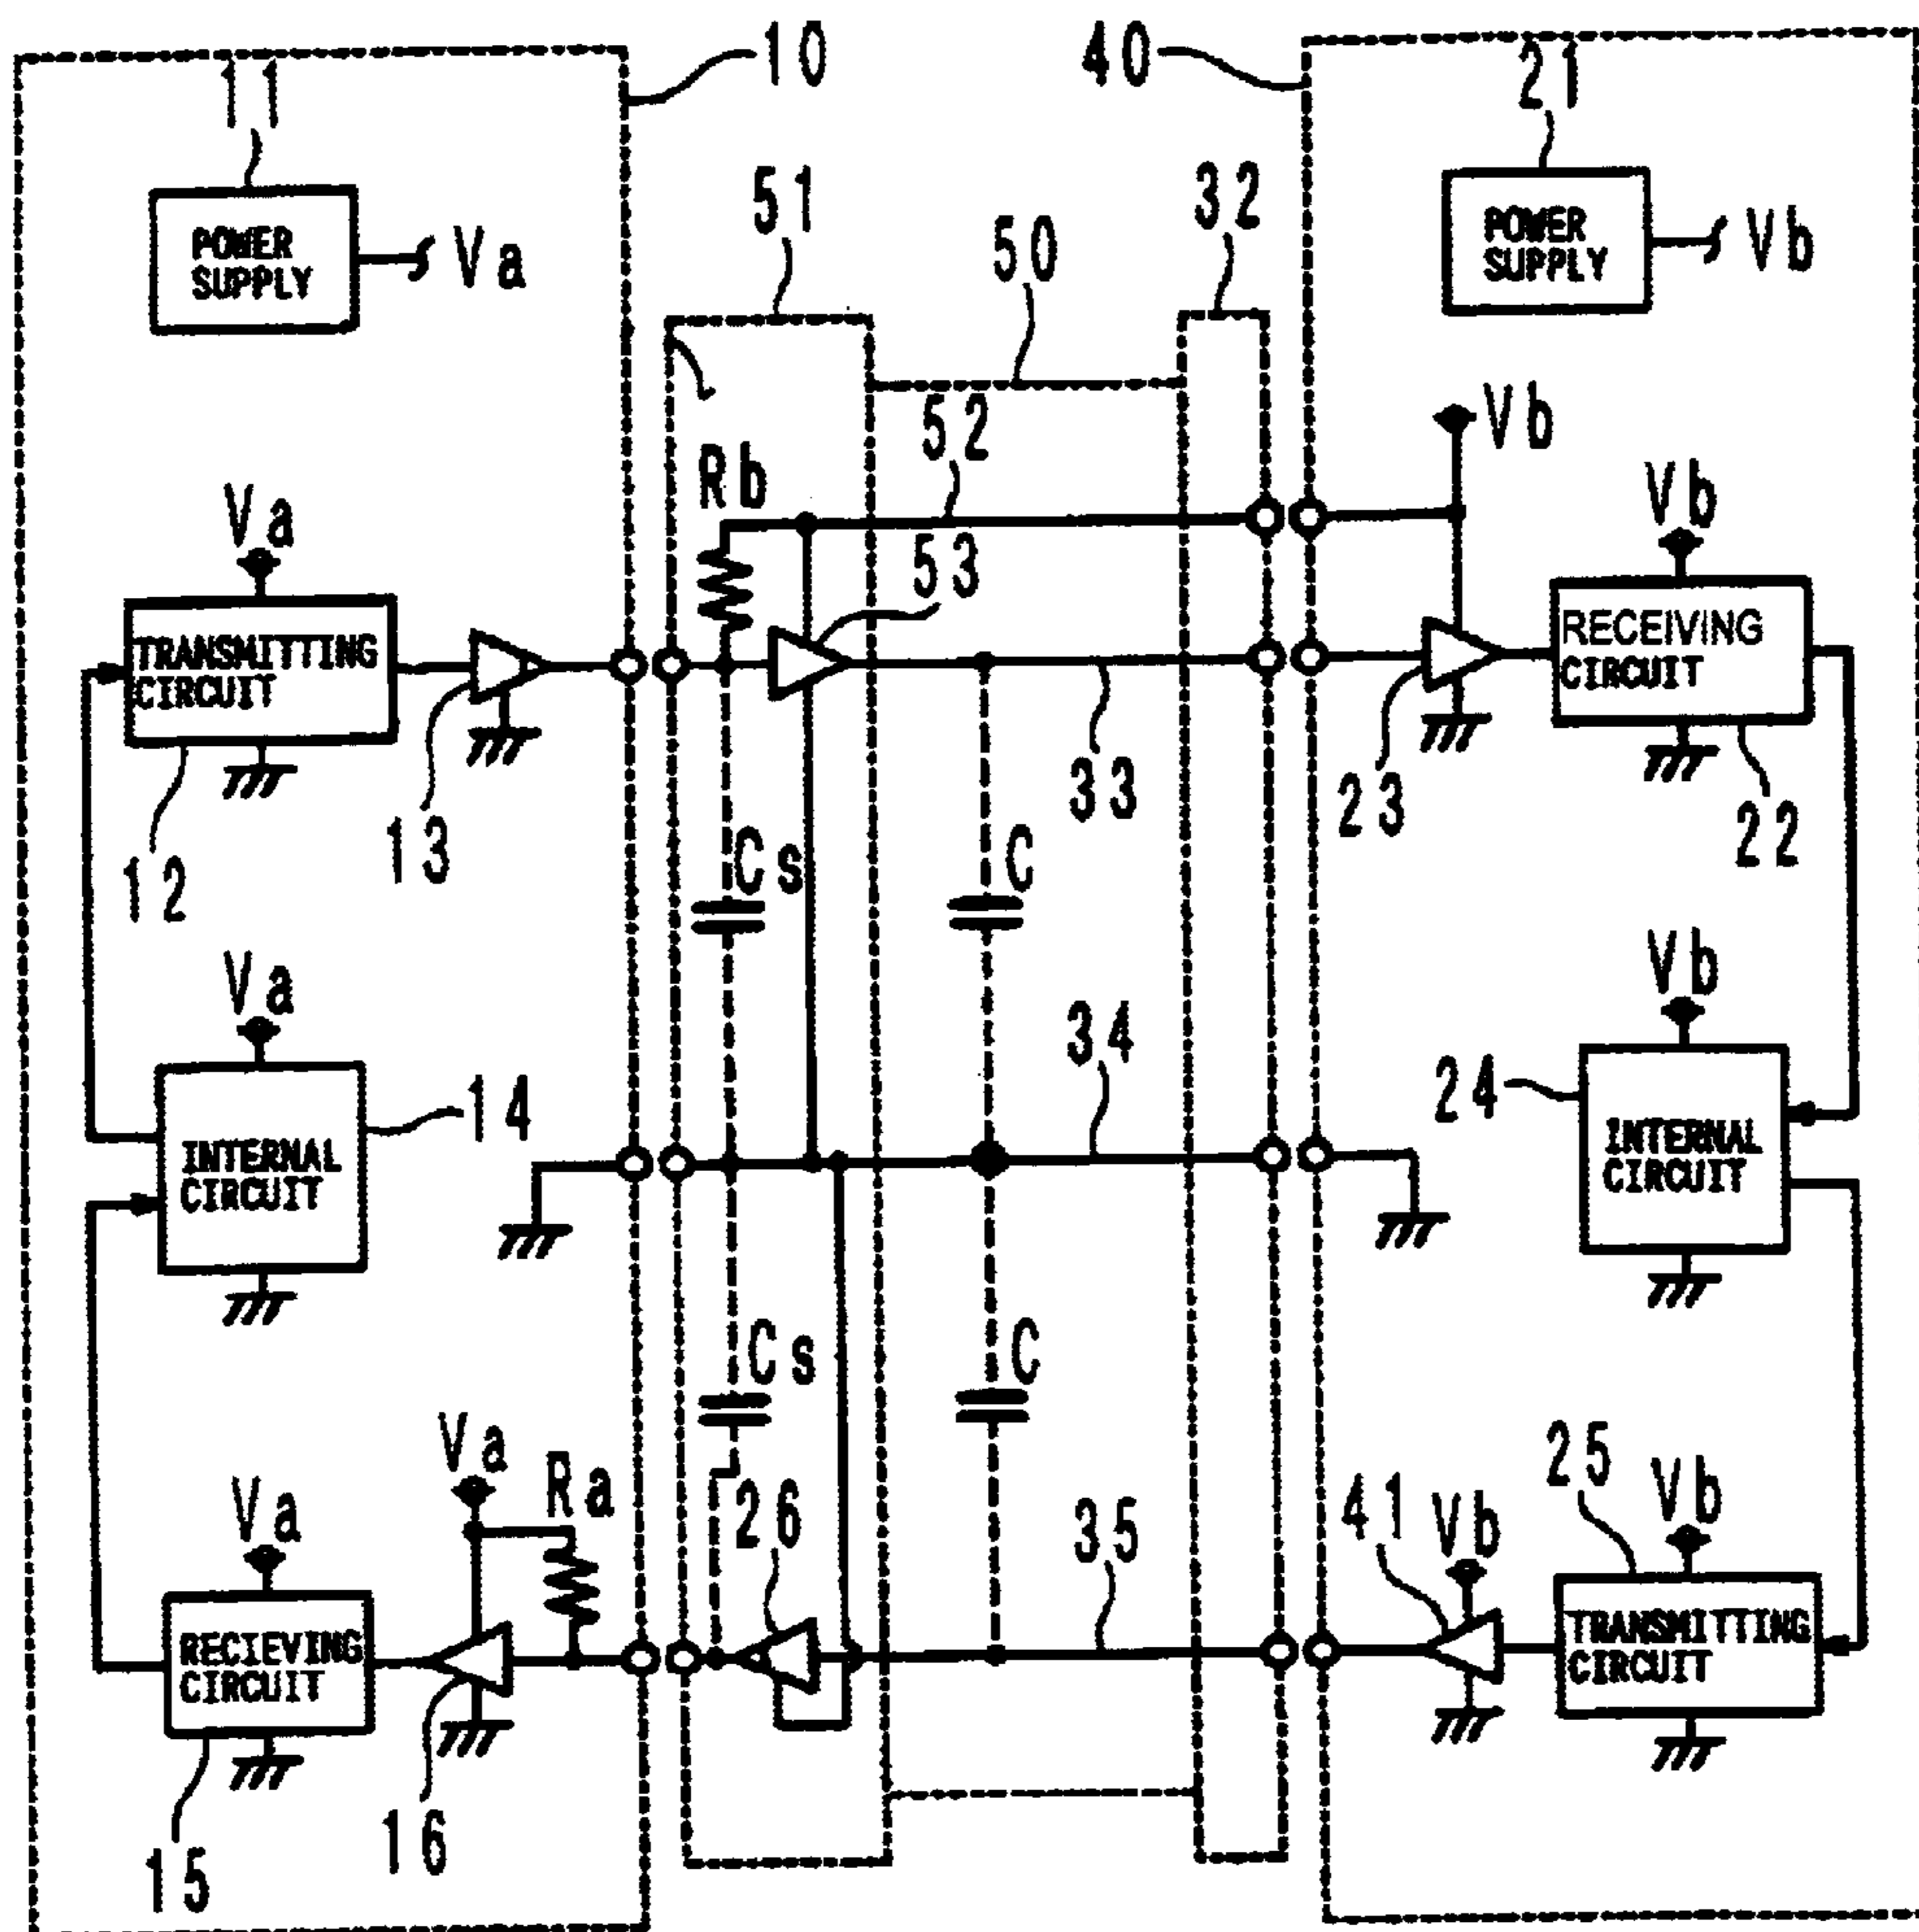 10
40
11
21
POWER
SUPPLY
Va
51
50
32
POWER
SUPPLY
Vb
Rb
52
53
Vb
Va
Vb
TRANSMITTING
CIRCUIT
RECEIVING
CIRCUIT
12
13
Cs
C
33
23
22
Va
34
Vb
14
24
INTERNAL
CIRCUIT
INTERNAL
CIRCUIT
Cs
C
Va
Ra
Va
26
35
41
Vb
25
Vb
RECIEVING
CIRCUIT
TRANSMITTING
CIRCUIT
15
16